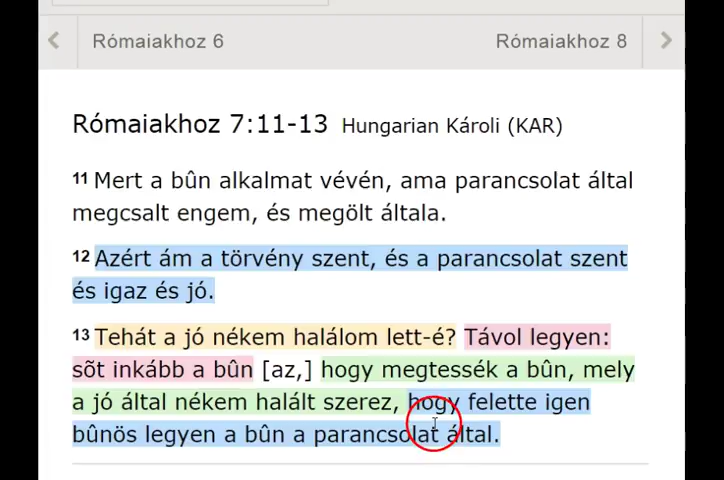 Rómaiakhoz 6
Rómaiakhoz 8
Rómaiakhoz 7:11-13 Hungarian Károli (KAR)
11 Mert a bûn alkalmat vévén, ama parancsolat által
megcsalt engem, és megölt általa.
12 Azért ám a törvény szent, és a parancsolat szent
és igaz és jó.
13 Tehát a jó nékem halálom lett-é? Távol legyen:
sõt inkább a bûn [az,] hogy megtessék a bûn, mely
a jó által nékem halált szerez, hogy felette igen
bûnös legyen a bûn a parancsolat által.